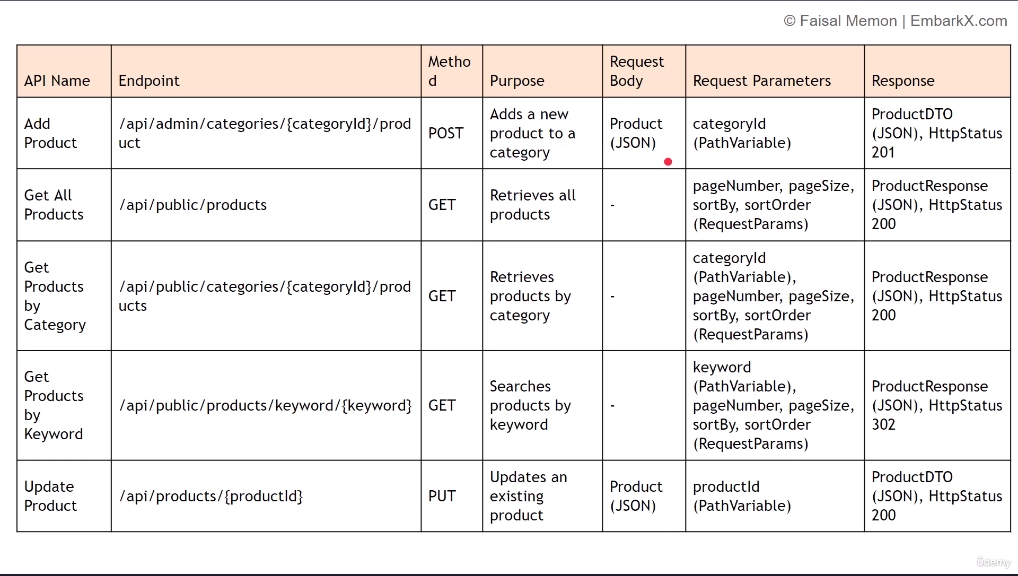 © Faisal Memon | EmbarkX.com
API Name
Endpoint
Metho
d
Purpose
Request
Body
Request Parameters
Response
Add
Product
/api/admin/categories/{categoryId}/prod
uct
POST
Adds a new
product to a
category
Product
(JSON)
categoryId
(PathVariable)
ProductDTO
(JSON), HttpStatus
201
Get All
Products
/api/public/products
GET
Retrieves all
products
-
pageNumber, pageSize,
sortBy, sortOrder
(RequestParams)
ProductResponse
(JSON), HttpStatus
200
Get
Products
by
Category
/api/public/categories/{categoryId}/prod
ucts
GET
Retrieves
products by
category
-
categoryId
(PathVariable),
pageNumber, pageSize,
sortBy, sortOrder
(RequestParams)
ProductResponse
(JSON), HttpStatus
200
Get
Products
by
Keyword
/api/public/products/keyword/{keyword}
GET
Searches
products by
keyword
-
keyword
(PathVariable),
pageNumber, pageSize,
sortBy, sortOrder
(RequestParams)
ProductResponse
(JSON), HttpStatus
302
Update
Product
/api/products/{productId}
PUT
Updates an
existing
product
Product
(JSON)
productId
(PathVariable)
ProductDTO
(JSON), HttpStatus
200
ûdemy